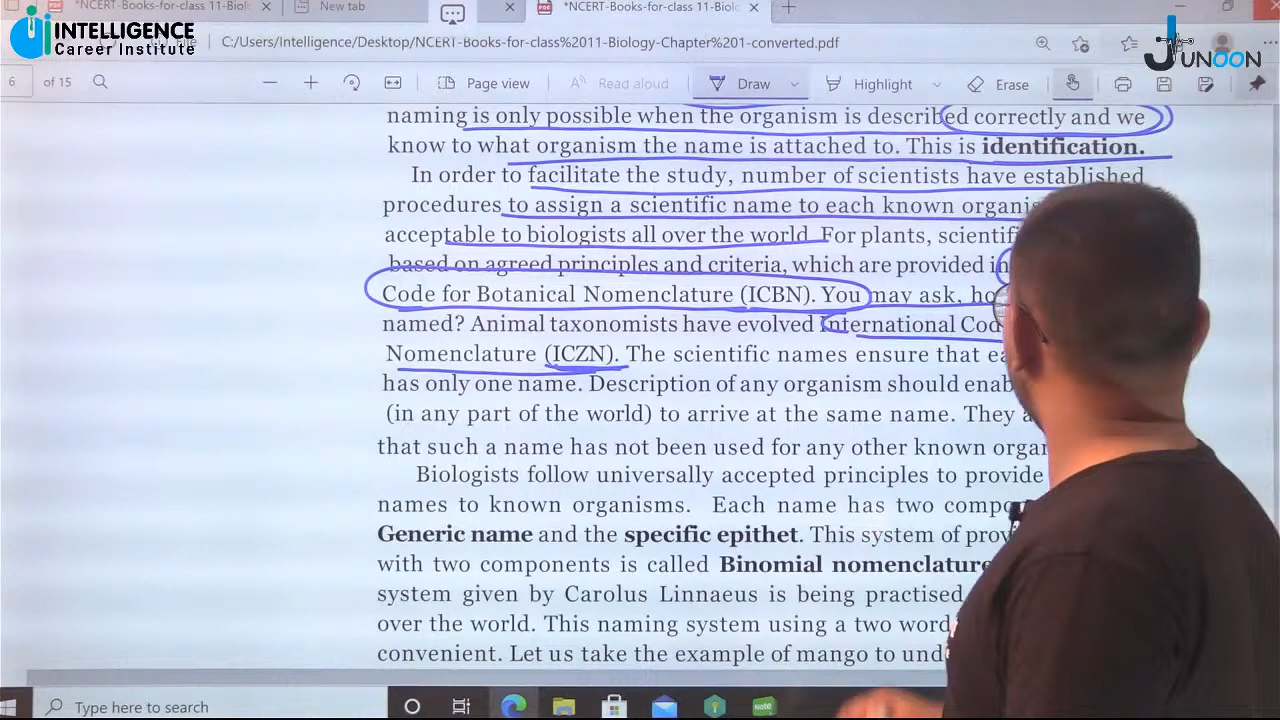 *NCERT-Books-for-class 11-Biolo
New tab
*NCERT-Books-for-class 11-Biolo
INTELLIGENCE
Career Institute
File
C:/Users/Intelligence/Desktop/NCERT-Books-for-class%2011-Biology-Chapter%201-converted.pdf
JUNOON
6 of 15
Page view
Read aloud
Draw
Highlight
Erase
naming is only possible when the organism is described correctly and we
know to what organism the name is attached to. This is identification.
In order to facilitate the study, number of scientists have established
procedures to assign a scientific name to each known
acceptable to biologists all over the world. For plants,
based on agreed principles and criteria, which are provided in
Code for Botanical Nomenclature (ICBN). You may ask,
named? Animal taxonomists have evolved International
Nomenclature (ICZN). The scientific names ensure that
has only one name. Description of any organism should
(in any part of the world) to arrive at the same name. They
that such a name has not been used for any other known
Biologists follow universally accepted principles to provide
names to known organisms. Each name has two
Generic name and the specific epithet. This system of
with two components is called Binomial nomenclature
system given by Carolus Linnaeus is being practised
over the world. This naming system using a two word
convenient. Let us take the example of mango to
Type here to search
Note